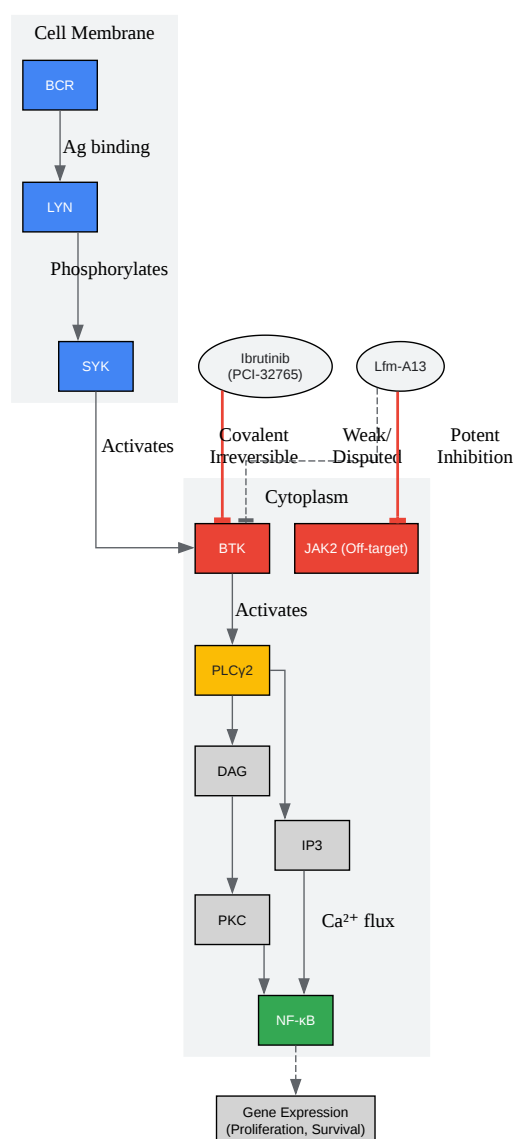 Cell Membrane
BCR
Ag binding
LYN
Phosphorylates
SYK
Ibrutinib
(PCI-32765)
Lfm-A13
Activates
Covalent
Irreversible
Weak/
Disputed
Potent
Inhibition
Cytoplasm
BTK
JAK2 (Off-target)
Activates
PLCγ2
DAG
IP3
PKC
Ca²⁺ flux
NF-κB
Gene Expression
(Proliferation, Survival)